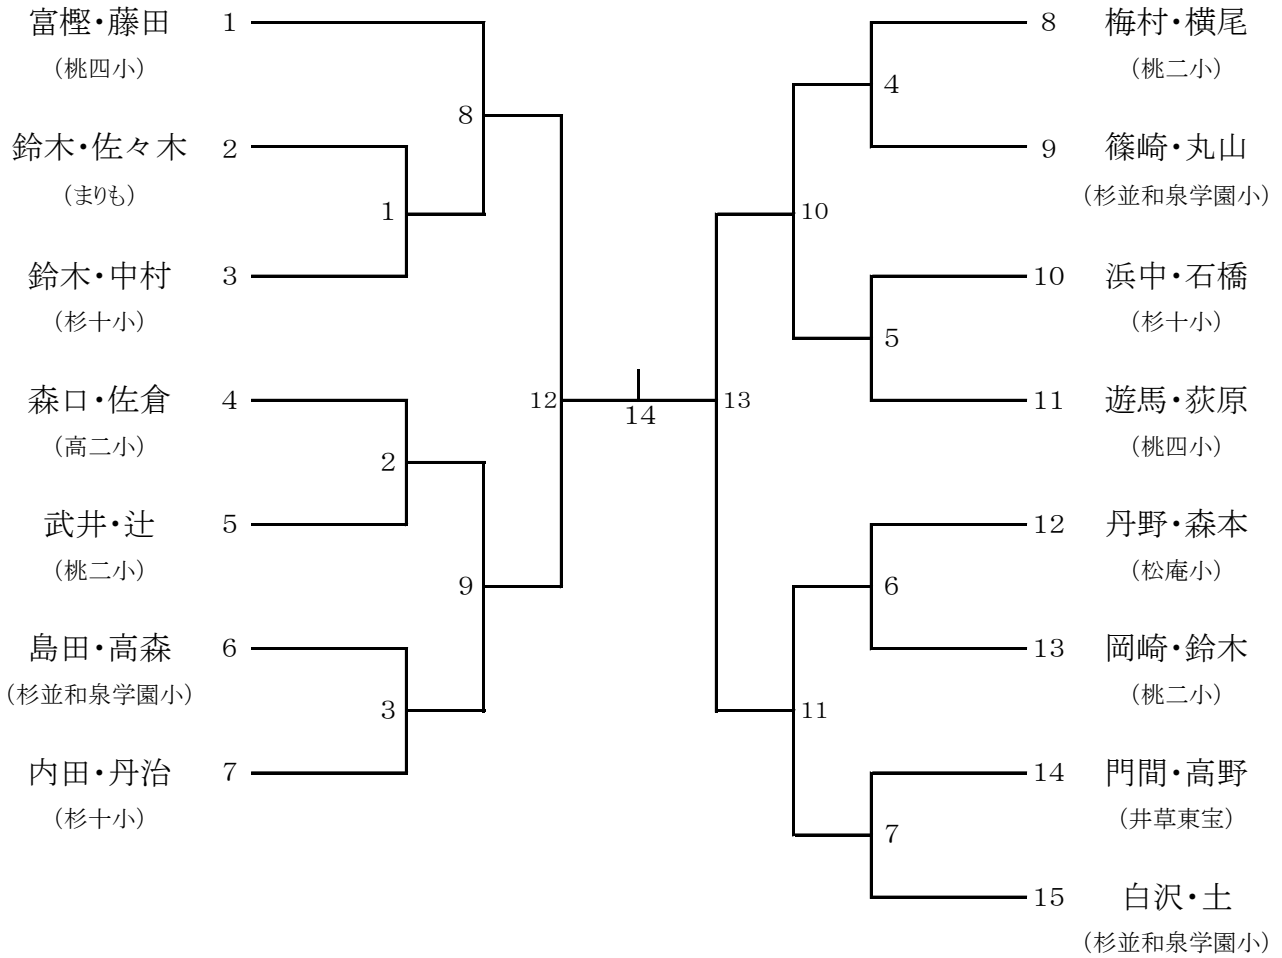 富樫・藤田 1
（桃四小）
鈴木・佐々木 2
（まりも）
鈴木・中村 3
（杉十小）
森口・佐倉 4
（高二小）
武井・辻 5
（桃二小）
島田・高森 6
（杉並和泉学園小）
内田・丹治 7
（杉十小）
8
1
2
9
3
12
14
13
10
4
5
11
6
7
8 梅村・横尾
（桃二小）
9 篠崎・丸山
（杉並和泉学園小）
10 浜中・石橋
（杉十小）
11 遊馬・荻原
（桃四小）
12 丹野・森本
（松庵小）
13 岡崎・鈴木
（桃二小）
14 門間・高野
（井草東宝）
15 白沢・土
（杉並和泉学園小）